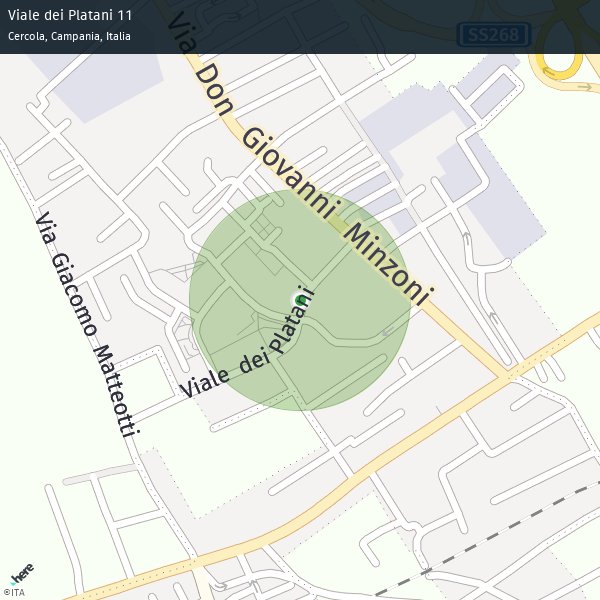 Viale dei Platani 11
Cercola, Campania, Italia
SS268
Via Don Giovanni Minzoni
Via Giacomo Matteotti
Viale dei Platani
here
©ITA